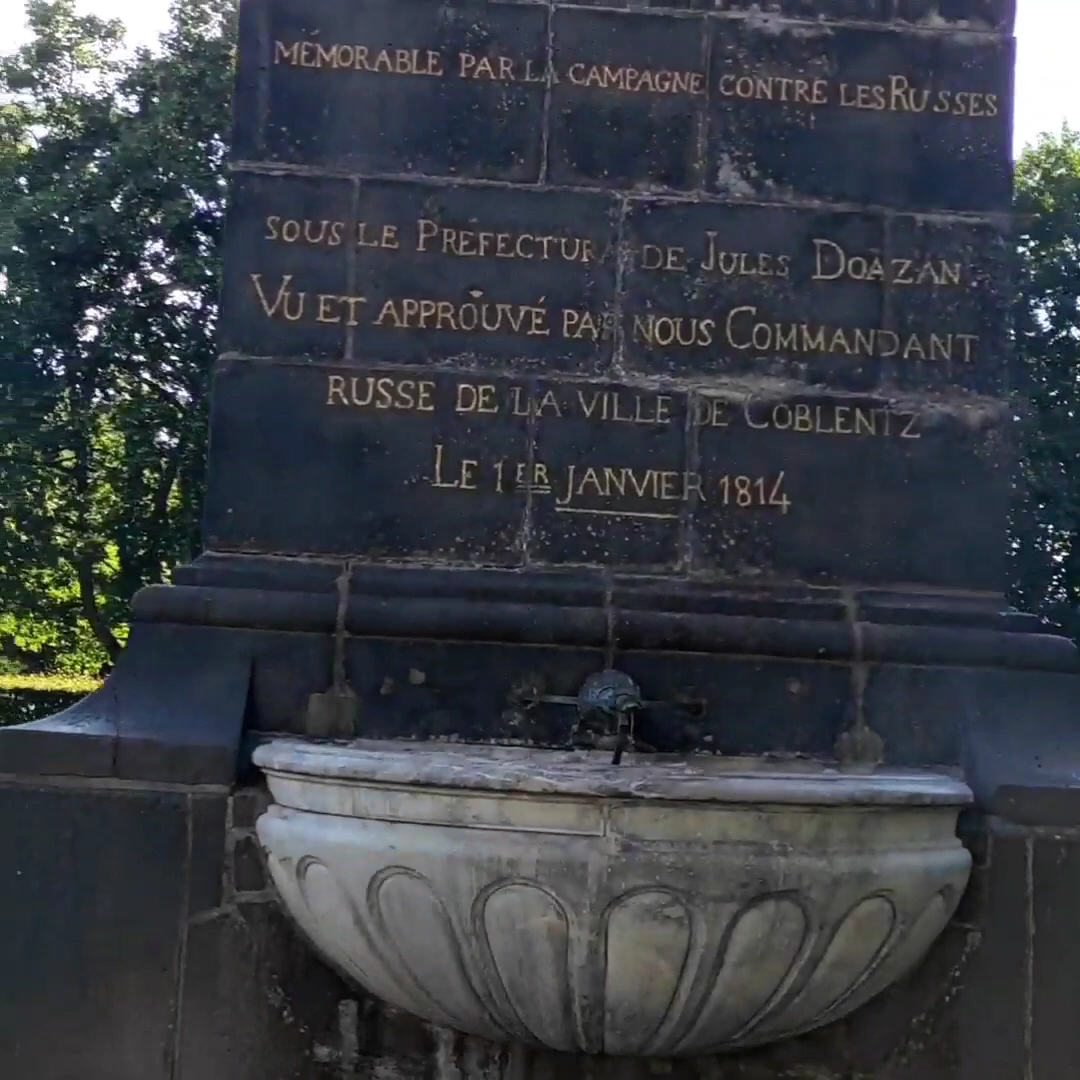 MÉMORABLE PAR LA CAMPAGNE CONTRE LES RUSSES
SOUS LE PREFECTURA DE JULES DOAZAN.
VU ET APPROUVÉ PAR NOUS COMMANDANT
RUSSE DE LA VILLE DE COBLENTZ
LE 1ER JANVIER 1814